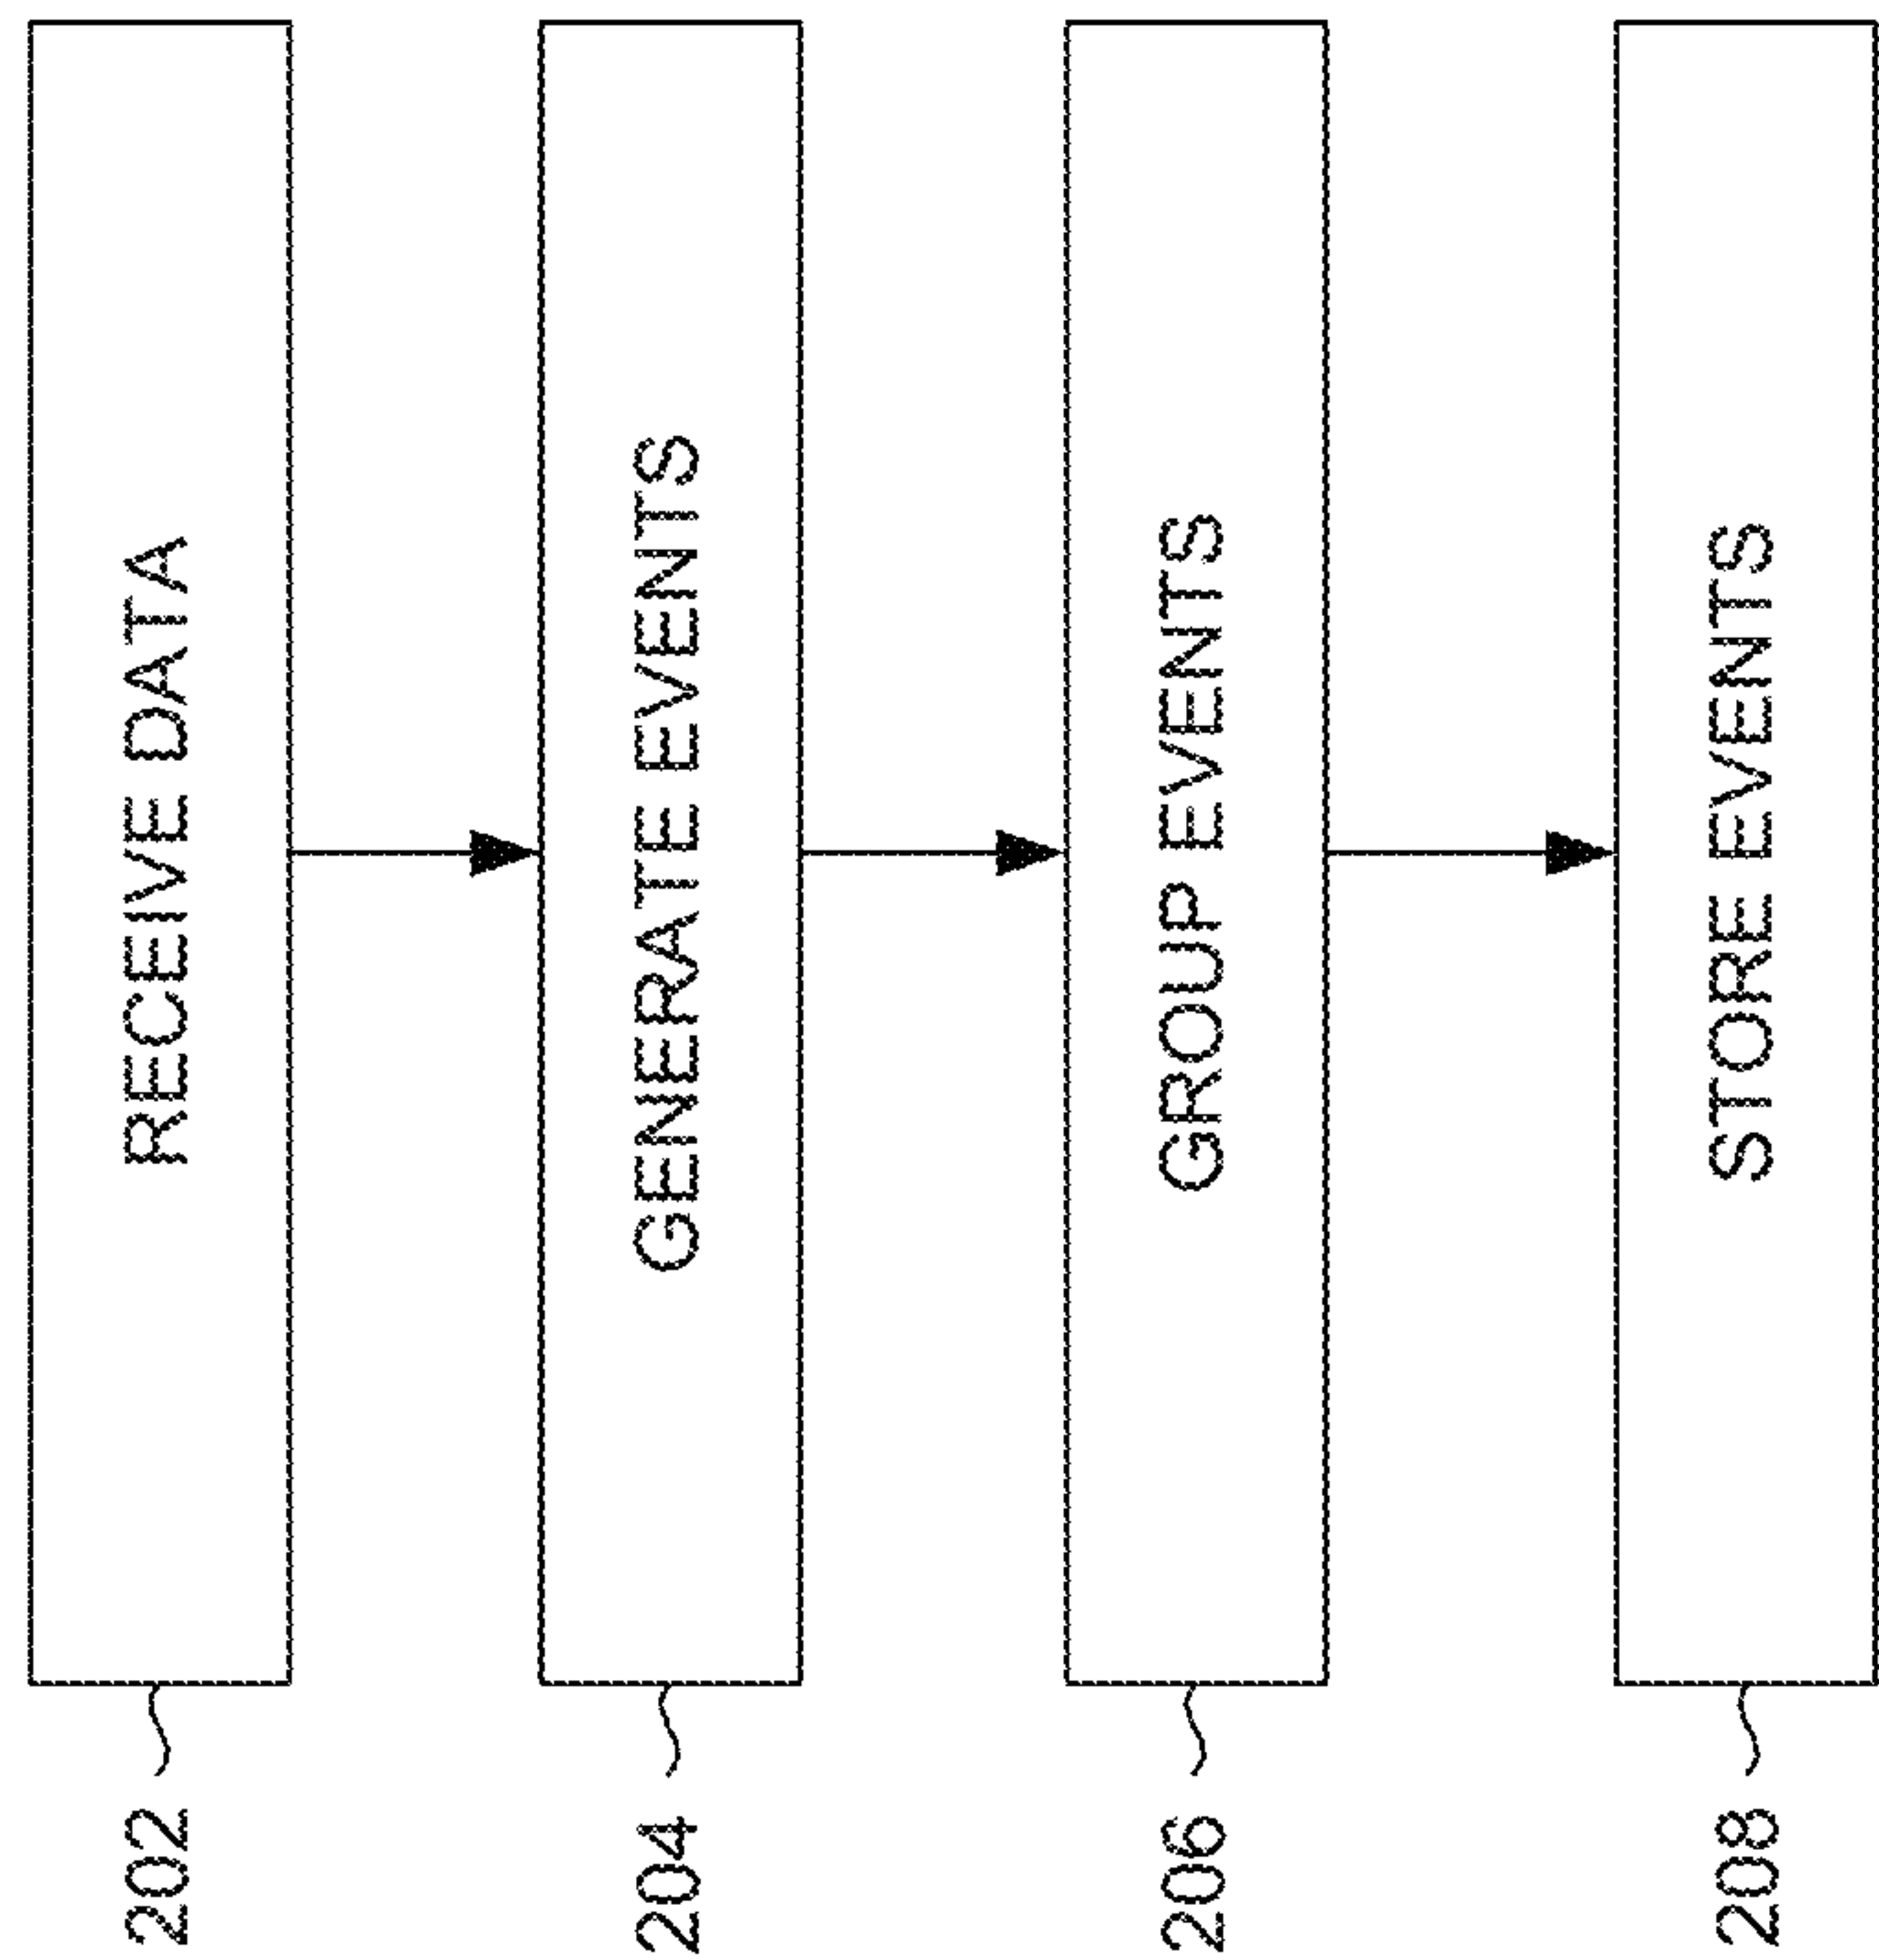 202
RECEIVE DATA
204
GENERATE EVENTS
206
GROUP EVENTS
208
STORE EVENTS